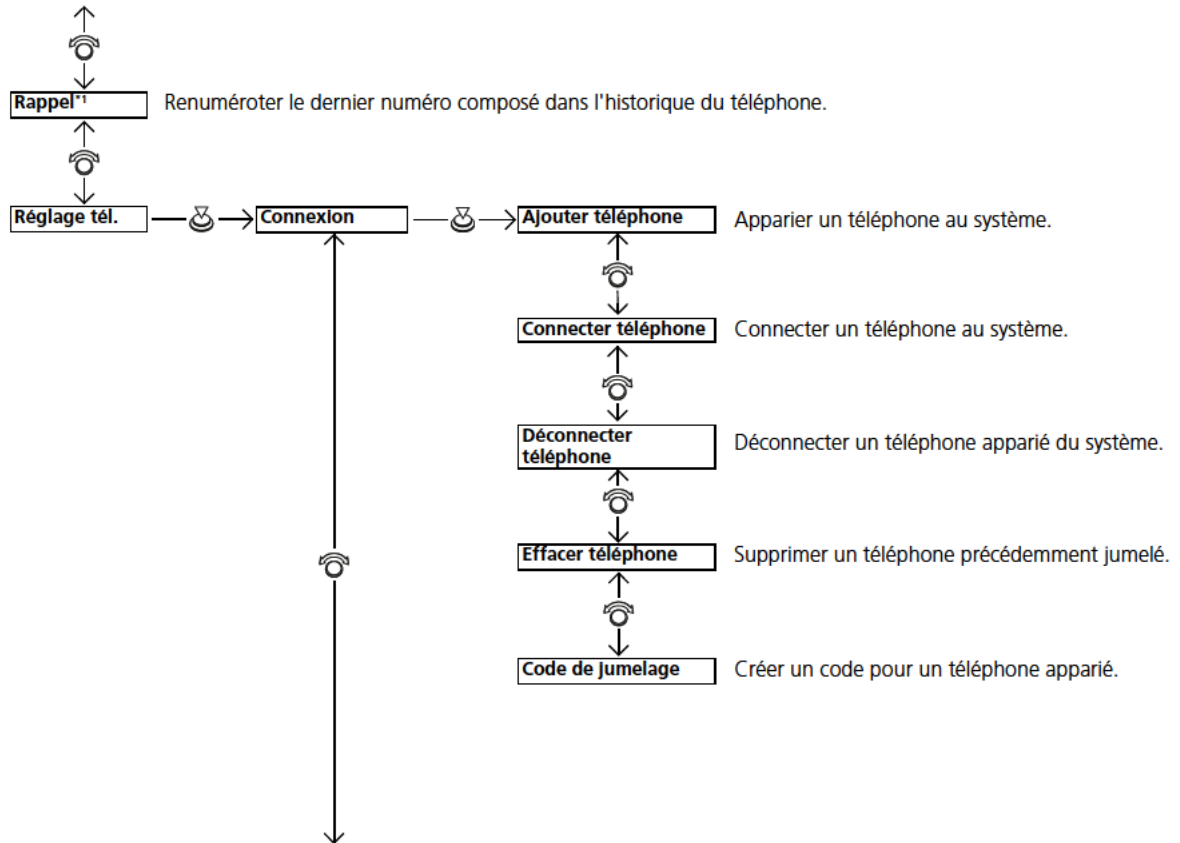 Rappel*1 Renuméroter le dernier numéro composé dans l'historique du téléphone.
Réglage tél. Connexion Ajouter téléphone Apparier un téléphone au système.
Connecter téléphone Connecter un téléphone au système.
Déconnecter
téléphone
Déconnecter un téléphone apparié du système.
Effacer téléphone Supprimer un téléphone précédemment jumelé.
Code de jumelage Créer un code pour un téléphone apparié.